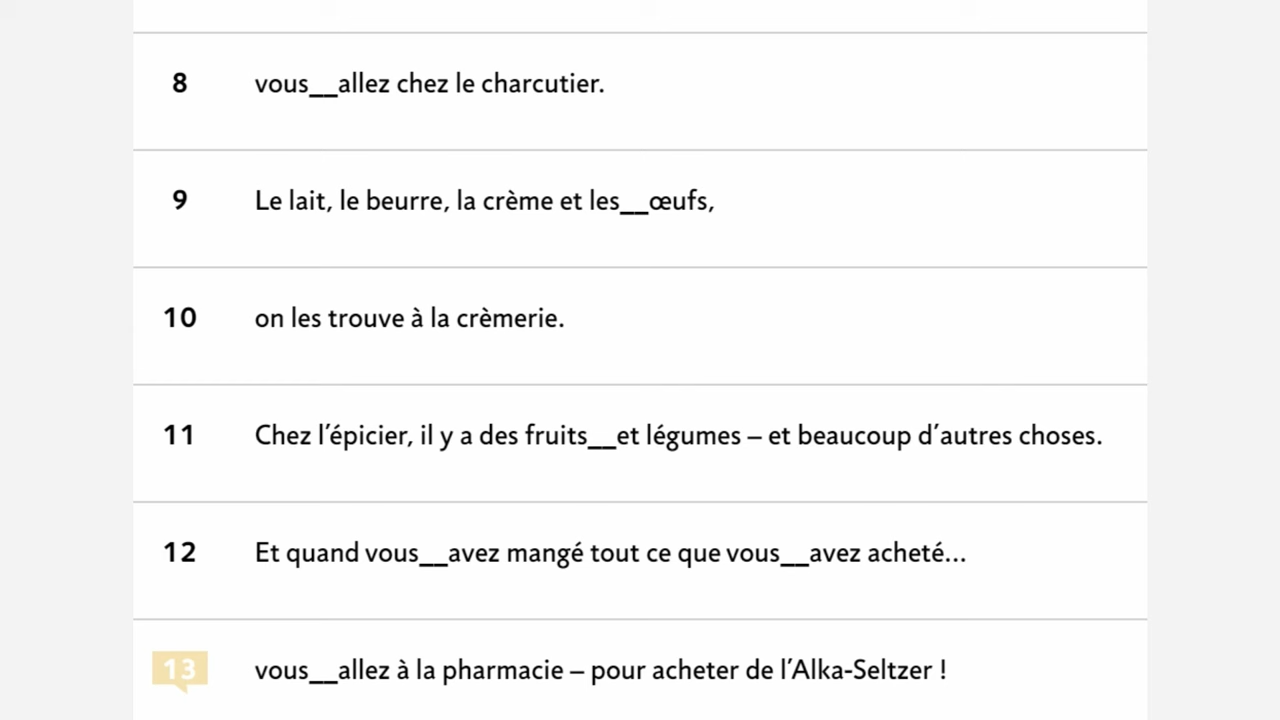 8 vous__allez chez le charcutier.
9 Le lait, le beurre, la crème et les__œufs,
10 on les trouve à la crèmerie.
11 Chez l’épicier, il y a des fruits__et légumes – et beaucoup d’autres choses.
12 Et quand vous__avez mangé tout ce que vous__avez acheté…
13 vous__allez à la pharmacie – pour acheter de l’Alka-Seltzer !